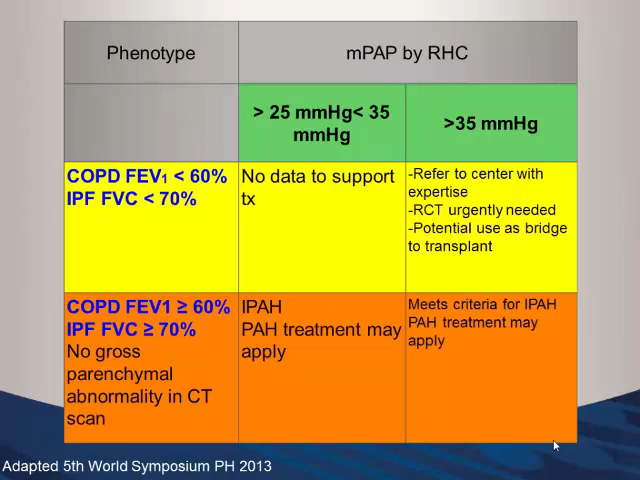 Phenotype
mPAP by RHC
> 25 mmHg< 35
mmHg
>35 mmHg
COPD FEV₁ < 60%
IPF FVC < 70%
No data to support
tx
-Refer to center with
expertise
-RCT urgently needed
-Potential use as bridge
to transplant
COPD FEV1 ≥ 60%
IPF FVC ≥ 70%
No gross
parenchymal
abnormality in CT
scan
IPAH
PAH treatment may
apply
Meets criteria for IPAH
PAH treatment may
apply
Adapted 5th World Symposium PH 2013